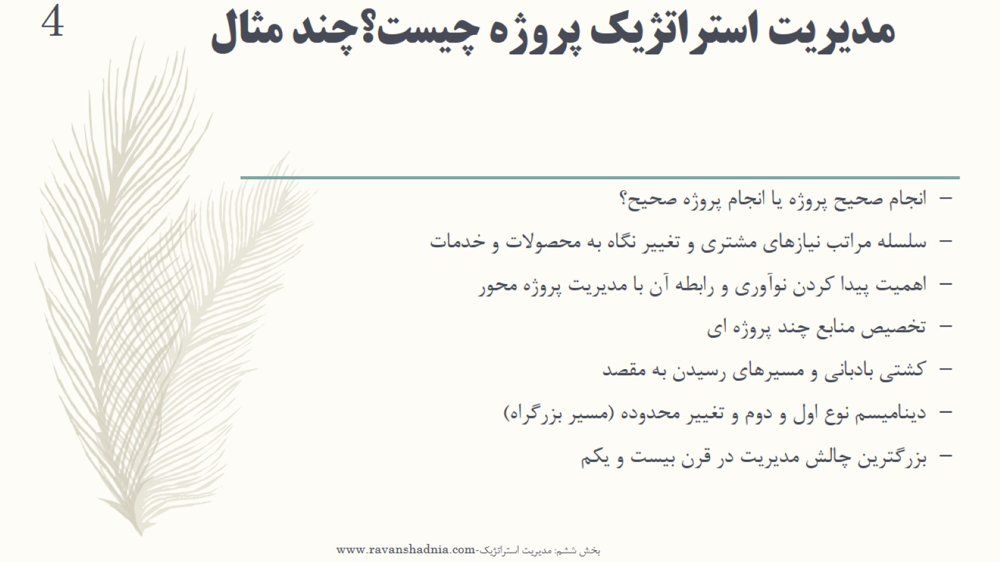 4
مدیریت استراتژیک پروژه چیست؟چند مثال
– انجام صحیح پروژه یا انجام پروژه صحیح؟
– سلسله مراتب نیازهای مشتری و تغییر نگاه به محصولات و خدمات
– اهمیت پیدا کردن نوآوری و رابطه آن با مدیریت پروژه محور
– تخصیص منابع چند پروژه ای
– کشتی بادبانی و مسیرهای رسیدن به مقصد
– دینامیسم نوع اول و دوم و تغییر محدوده (مسیر بزرگراه)
– بزرگترین چالش مدیریت در قرن بیست و یکم
بخش ششم: مدیریت استراتژیک-www.ravanshadnia.com